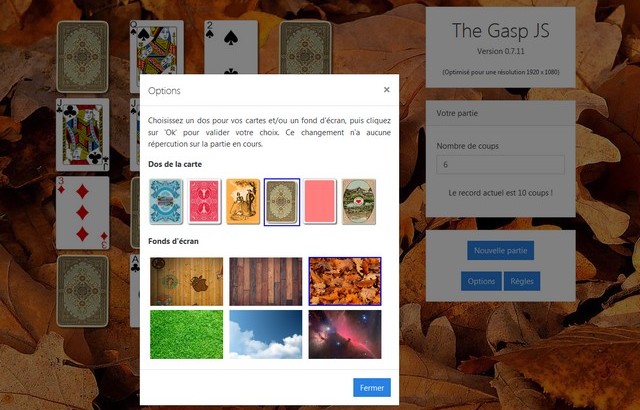 The Gasp JS
Version 0.7.11
(Optimisé pour une résolution 1920 x 1080)
Q
2
J
J
3
3
A
Options
×
Choisissez un dos pour vos cartes et/ou un fond d'écran, puis cliquez
sur 'Ok' pour valider votre choix. Ce changement n'a aucune
répercution sur la partie en cours.
Dos de la carte
Fonds d'écran
Fermer
Votre partie
Nombre de coups
6
Le record actuel est 10 coups !
Nouvelle partie
Options
Règles